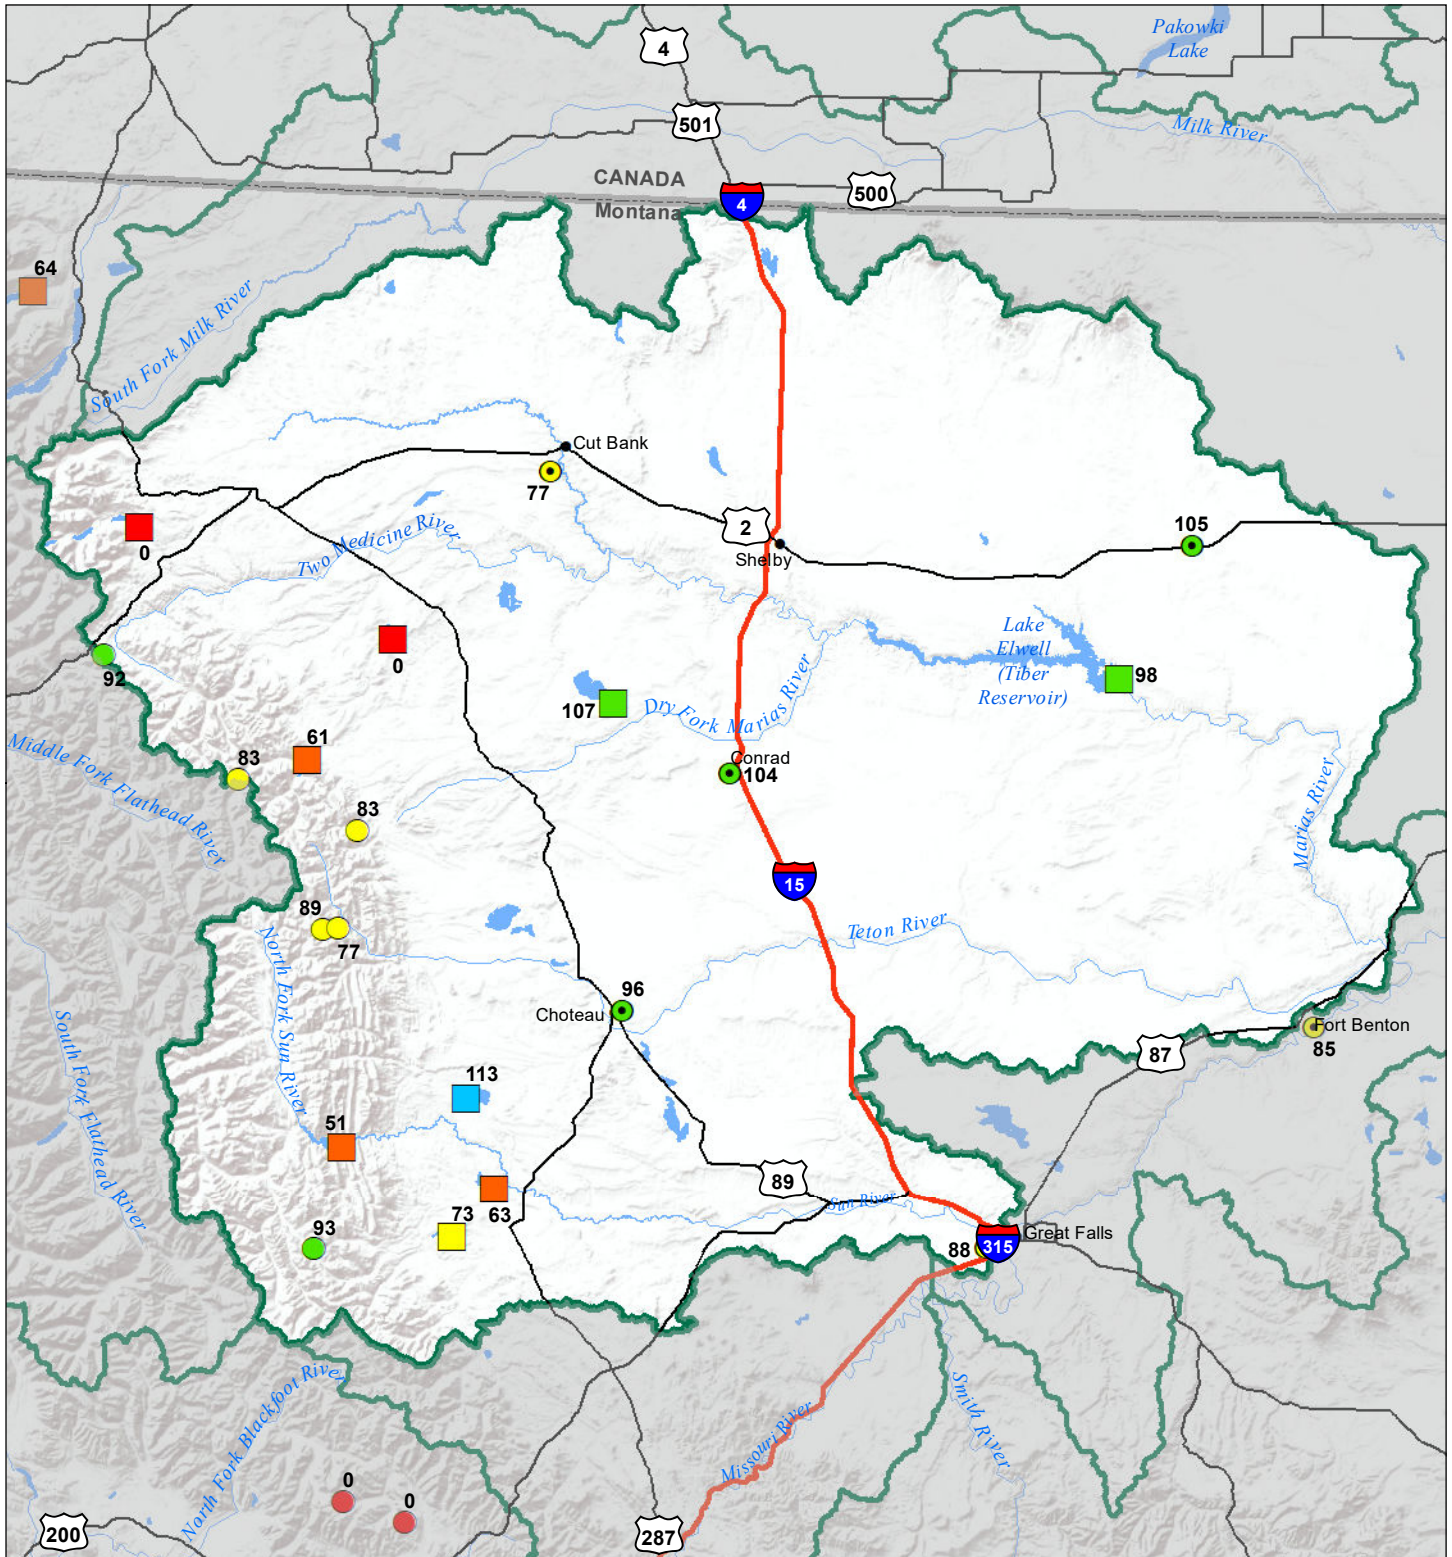 Pakowki
Lake
4
501
Milk River
CANADA
Montana
4
500
64
South Fork Milk River
Cut Bank
77
2
Shelby
105
0
Two Medicine River
0
92
Lake
Elwell
(Tiber
Reservoir)
98
107
Dry Fork Marias River
61
83
Middle Fork Flathead River
Conrad
104
83
Marias River
15
89
77
North Fork Sun River
Teton River
96
Choteau
Fort Benton
85
87
South Fork Flathead River
113
51
89
63
Sun River
73
93
88
315
Great Falls
Missouri River
Smith River
North Fork Blackfoot River
0
0
200
287